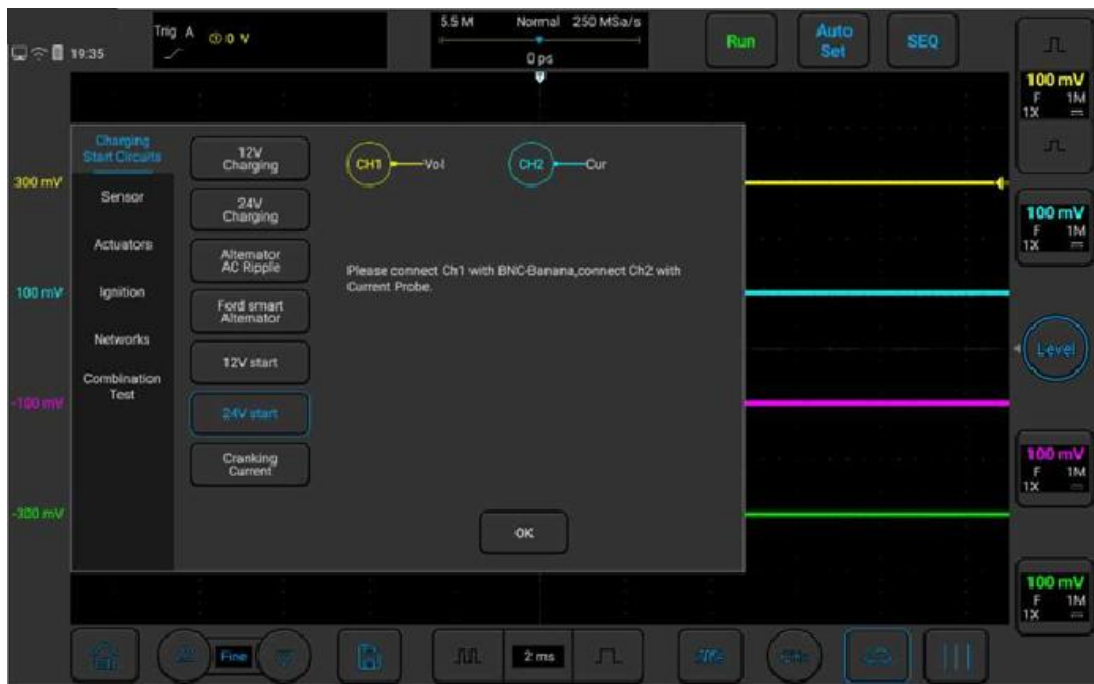 19:35
Trig A 0 V
5.5 M Normal 250 MSa/s
0 ps
T
Run
Auto
Set
SEQ
100 mV
F 1M
1X
300 mV
100 mV
-100 mV
-300 mV
Charging
Start Circuits
Sensor
Actuators
Ignition
Networks
Combination
Test
12V
Charging
24V
Charging
Alternator
AC Ripple
Ford smart
Alternator
12V start
24V start
Cranking
Current
CH1 Vol
CH2 Cur
Please connect Ch1 with BNC-Banana,connect Ch2 with
Current Probe.
OK
100 mV
F 1M
1X
Level
100 mV
F 1M
1X
100 mV
F 1M
1X
Fine
2 ms